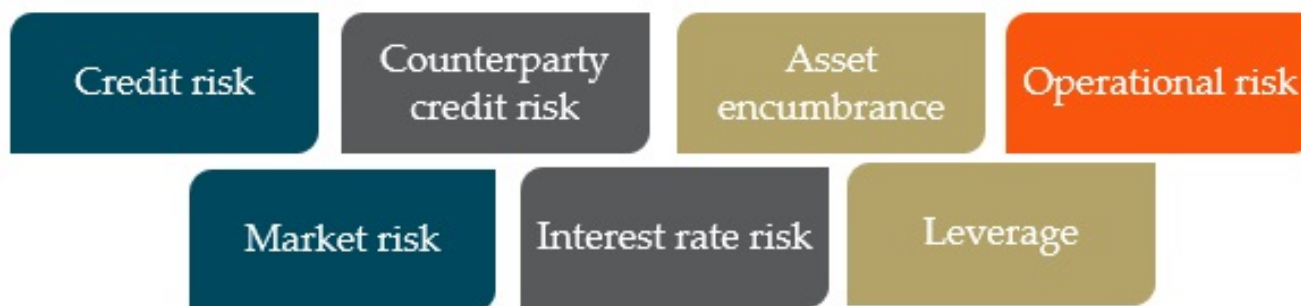 Credit risk
Counterparty
credit risk
Asset
encumbrance
Operational risk
Market risk
Interest rate risk
Leverage